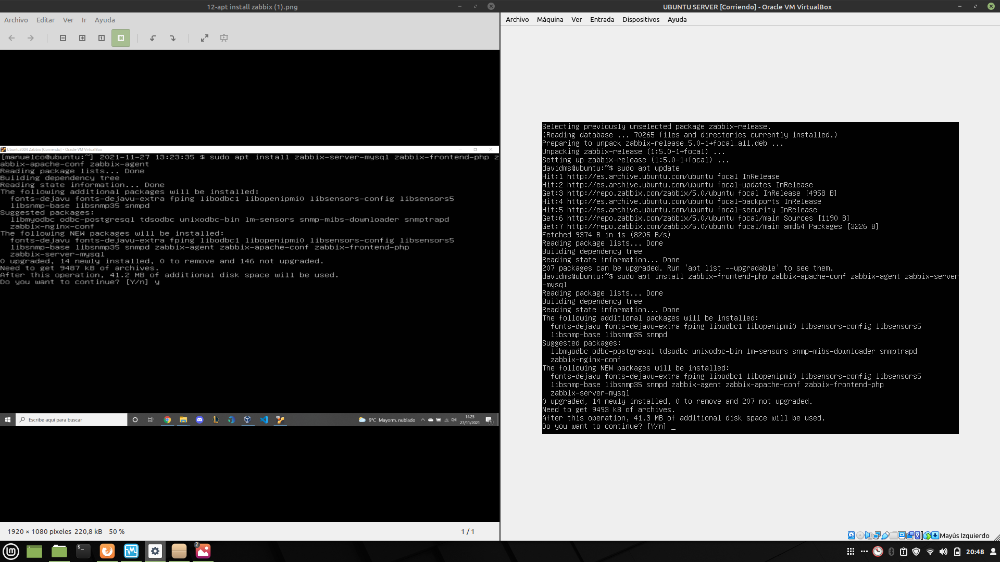 12-apt install zabbix (1).png
Archivo Editar Ver Ir Ayuda
Ubuntu2004 Zabbix [Corriendo] - Oracle VM VirtualBox
[manuelco@ubuntu:~] 2021-11-27 13:23:35 $ sudo apt install zabbix-server-mysql zabbix-frontend-php z
abbix-apache-conf zabbix-agent
Reading package lists... Done
Building dependency tree
Reading state information... Done
The following additional packages will be installed:
fonts-dejavu fonts-dejavu-extra fping libodbc1 libopenipmi0 libsensors-config libsensors5
libsnmp-base libsnmp35 snmpd
Suggested packages:
libmyodbc odbc-postgresql tdsodbc unixodbc-bin lm-sensors snmp-mibs-downloader snmptrapd
zabbix-nginx-conf
The following NEW packages will be installed:
fonts-dejavu fonts-dejavu-extra fping libodbc1 libopenipmi0 libsensors-config libsensors5
libsnmp-base libsnmp35 snmpd zabbix-agent zabbix-apache-conf zabbix-frontend-php
zabbix-server-mysql
0 upgraded, 14 newly installed, 0 to remove and 146 not upgraded.
Need to get 9487 kB of archives.
After this operation, 41.2 MB of additional disk space will be used.
Do you want to continue? [Y/n] y
Escribe aquí para buscar
9°C Mayorm. nublado
14:25
27/11/2021
1
1920 × 1080 píxeles 220,8 kB 50 %
1 / 1
UBUNTU SERVER [Corriendo] - Oracle VM VirtualBox
Archivo Máquina Ver Entrada Dispositivos Ayuda
Selecting previously unselected package zabbix-release.
(Reading database ... 70265 files and directories currently installed.)
Preparing to unpack zabbix-release_5.0-1+focal_all.deb ...
Unpacking zabbix-release (1:5.0-1+focal) ...
Setting up zabbix-release (1:5.0-1+focal) ...
davidms@ubuntu:~$ sudo apt update
Hit:1 http://es.archive.ubuntu.com/ubuntu focal InRelease
Hit:2 http://es.archive.ubuntu.com/ubuntu focal-updates InRelease
Get:3 http://repo.zabbix.com/zabbix/5.0/ubuntu focal InRelease [4958 B]
Hit:4 http://es.archive.ubuntu.com/ubuntu focal-backports InRelease
Hit:5 http://es.archive.ubuntu.com/ubuntu focal-security InRelease
Get:6 http://repo.zabbix.com/zabbix/5.0/ubuntu focal/main Sources [1190 B]
Get:7 http://repo.zabbix.com/zabbix/5.0/ubuntu focal/main amd64 Packages [3226 B]
Fetched 9374 B in 1s (8205 B/s)
Reading package lists... Done
Building dependency tree
Reading state information... Done
207 packages can be upgraded. Run 'apt list --upgradable' to see them.
davidms@ubuntu:~$ sudo apt install zabbix-frontend-php zabbix-apache-conf zabbix-agent zabbix-server
-mysql
Reading package lists... Done
Building dependency tree
Reading state information... Done
The following additional packages will be installed:
fonts-dejavu fonts-dejavu-extra fping libodbc1 libopenipmi0 libsensors-config libsensors5
libsnmp-base libsnmp35 snmpd
Suggested packages:
libmyodbc odbc-postgresql tdsodbc unixodbc-bin lm-sensors snmp-mibs-downloader snmptrapd
zabbix-nginx-conf
The following NEW packages will be installed:
fonts-dejavu fonts-dejavu-extra fping libodbc1 libopenipmi0 libsensors-config libsensors5
libsnmp-base libsnmp35 snmpd zabbix-agent zabbix-apache-conf zabbix-frontend-php
zabbix-server-mysql
0 upgraded, 14 newly installed, 0 to remove and 207 not upgraded.
Need to get 9493 kB of archives.
After this operation, 41.3 MB of additional disk space will be used.
Do you want to continue? [Y/n] _
Mayús Izquierdo
2
20:48